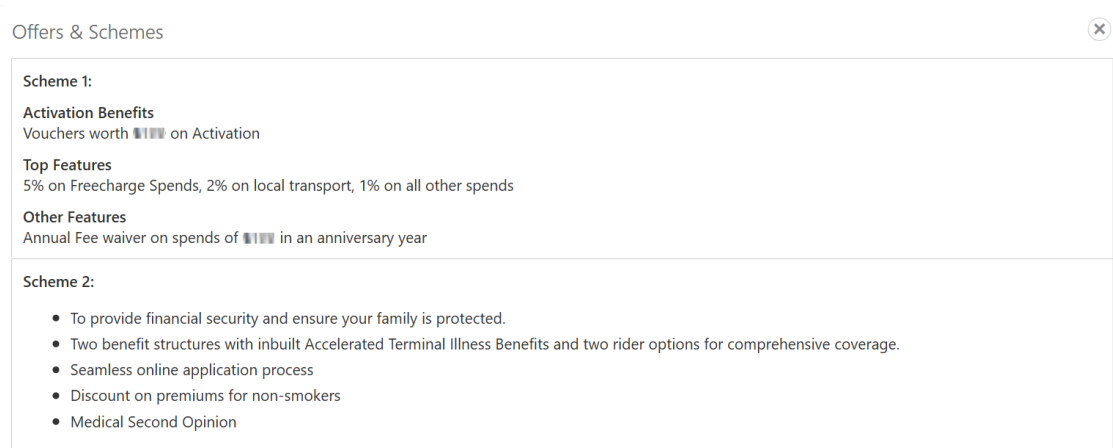 Offers & Schemes
Scheme 1:
Activation Benefits
Vouchers worth on Activation
Top Features
5% on Freecharge Spends, 2% on local transport, 1% on all other spends
Other Features
Annual Fee waiver on spends of in an anniversary year
Scheme 2:
• To provide financial security and ensure your family is protected.
• Two benefit structures with inbuilt Accelerated Terminal Illness Benefits and two rider options for comprehensive coverage.
• Seamless online application process
• Discount on premiums for non-smokers
• Medical Second Opinion